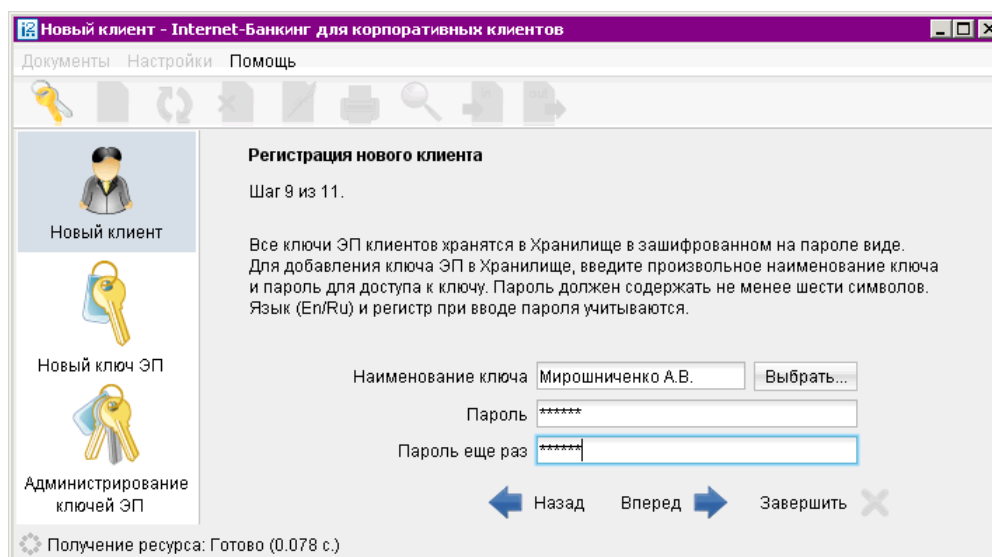 Новый клиент - Internet-Банкинг для корпоративных клиентов
Документы Настройки Помощь
in out
Новый клиент
Новый ключ ЭП
Администрирование
ключей ЭП
Регистрация нового клиента
Шаг 9 из 11.
Все ключи ЭП клиентов хранятся в Хранилище в зашифрованном на пароле виде.
Для добавления ключа ЭП в Хранилище, введите произвольное наименование ключа
и пароль для доступа к ключу. Пароль должен содержать не менее шести символов.
Язык (En/Ru) и регистр при вводе пароля учитываются.
Наименование ключа Мирошниченко А.В. Выбрать...
Пароль ******
Пароль еще раз ******
Назад Вперед Завершить
Получение ресурса: Готово (0.078 с.)